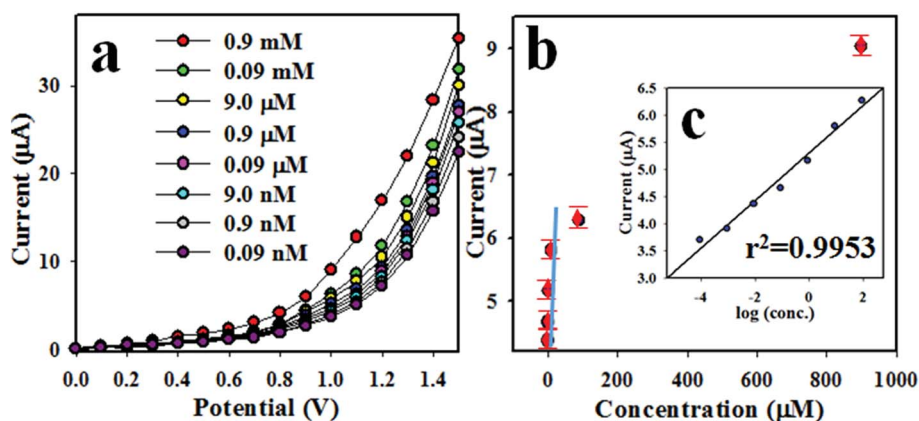 a
0.9 mM
0.09 mM
9.0 μM
0.9 μM
0.09 μM
9.0 nM
0.9 nM
0.09 nM
30
20
10
0
Current (μA)
0.0 0.2 0.4 0.6 0.8 1.0 1.2 1.4
Potential (V)
b
9
8
7
6
5
Current (μA)
0 200 400 600 800 1000
Concentration (μM)
c
6.5
6.0
5.5
5.0
4.5
4.0
3.5
3.0
Current (μA)
r²=0.9953
-4 -2 0 2
log (conc.)